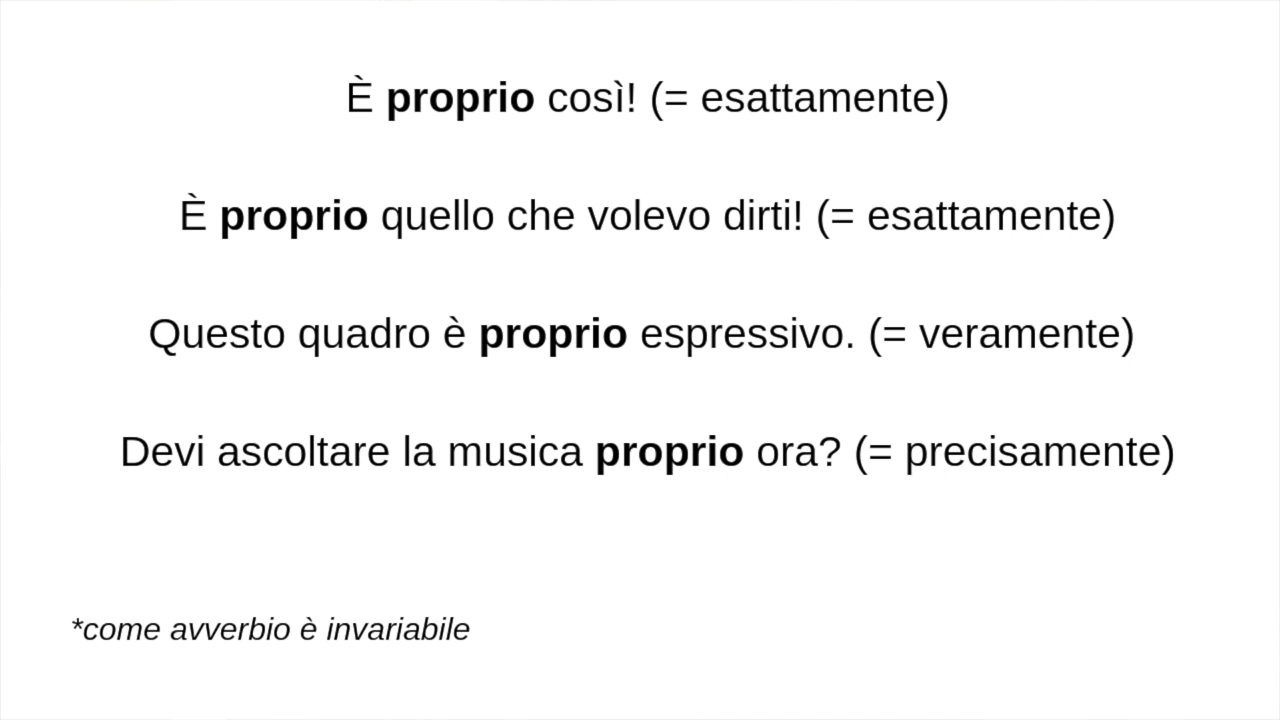 È proprio così! (= esattamente)
È proprio quello che volevo dirti! (= esattamente)
Questo quadro è proprio espressivo. (= veramente)
Devi ascoltare la musica proprio ora? (= precisamente)
*come avverbio è invariabile